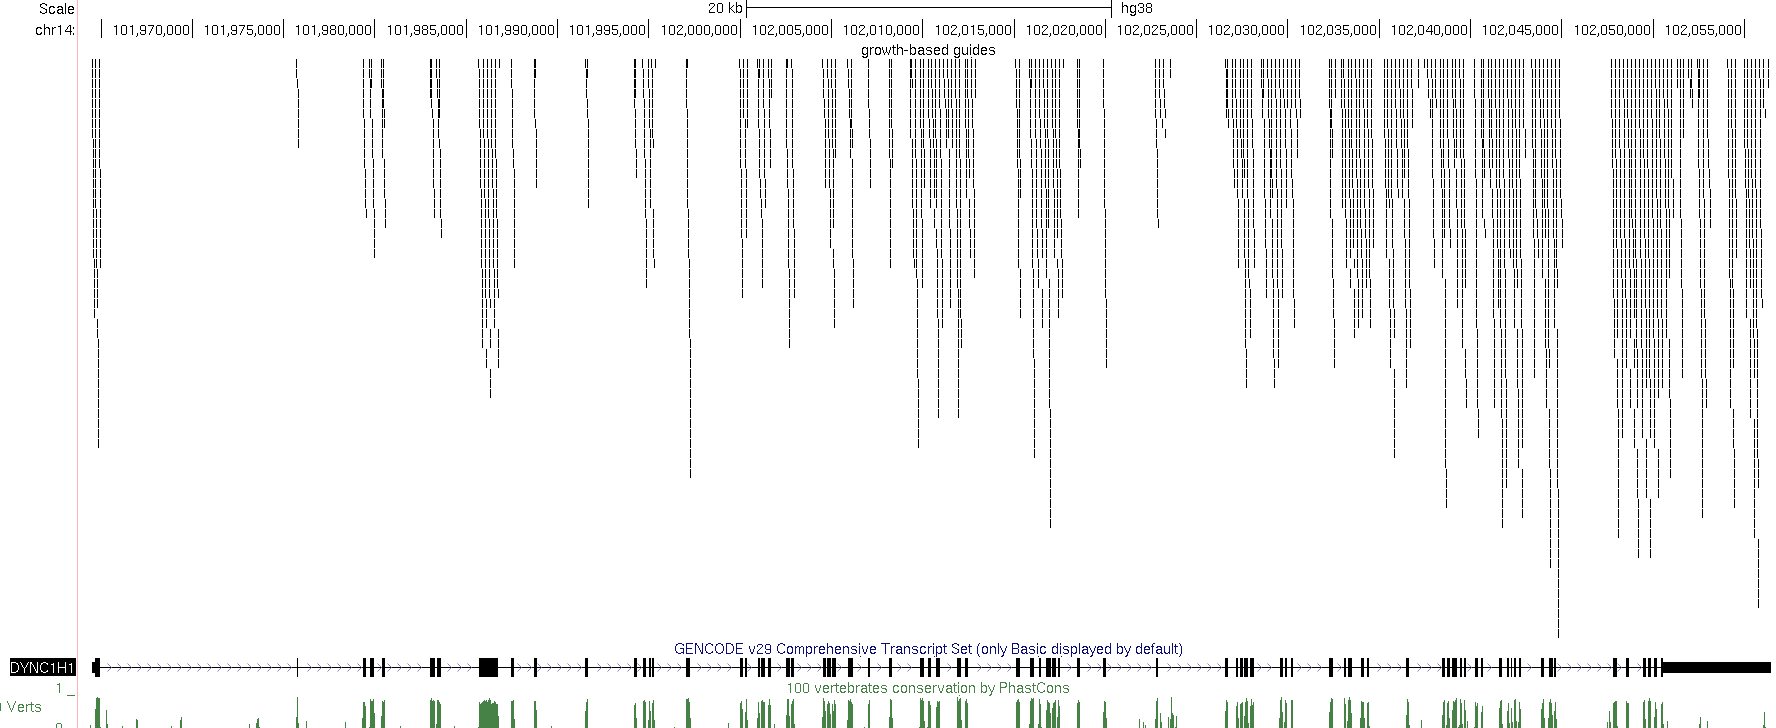 Scale 20 kb hg38
chr14: 101,970,000 101,975,000 101,980,000 101,985,000 101,990,000 101,995,000 102,000,000 102,005,000 102,010,000 102,015,000 102,020,000 102,025,000 102,030,000 102,035,000 102,040,000 102,045,000 102,050,000 102,055,000
growth-based guides
GENCODE v29 Comprehensive Transcript Set (only Basic displayed by default)
DYNC1H1
1 _ 100 vertebrates conservation by PhastCons
Verts